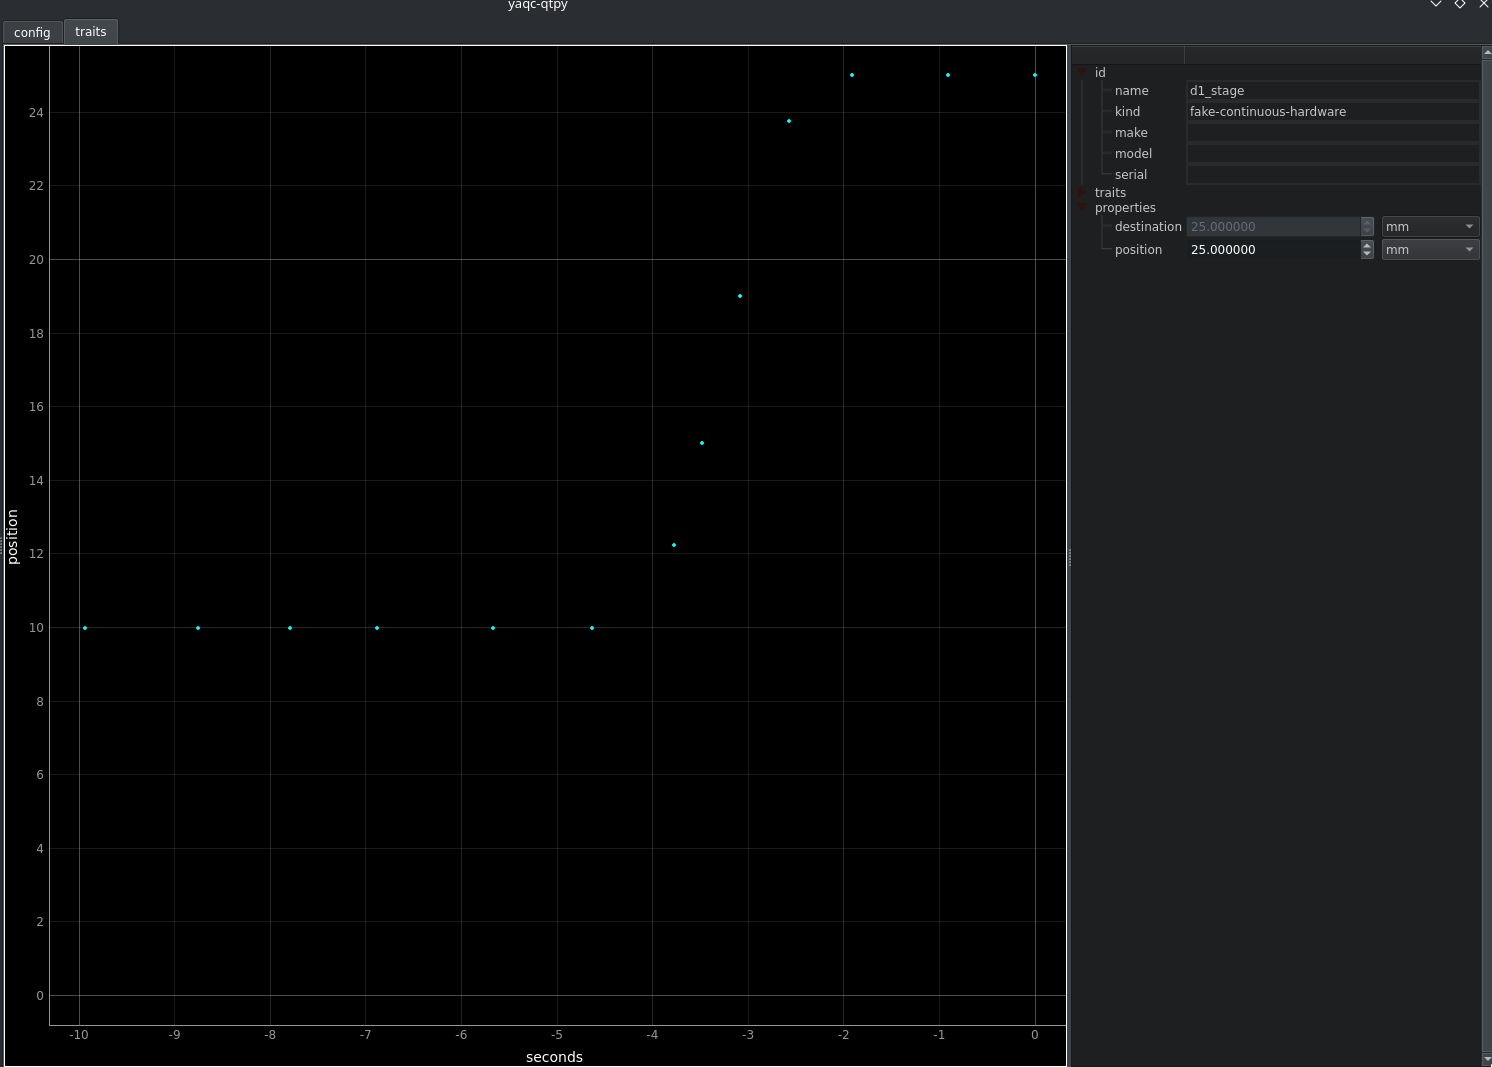 yaqc-qtpy
config traits
24
22
20
18
16
14
12
10
8
6
4
2
0
position
-10 -9 -8 -7 -6 -5 -4 -3 -2 -1 0
seconds
id
name d1_stage
kind fake-continuous-hardware
make
model
serial
traits
properties
destination 25.000000 mm
position 25.000000 mm